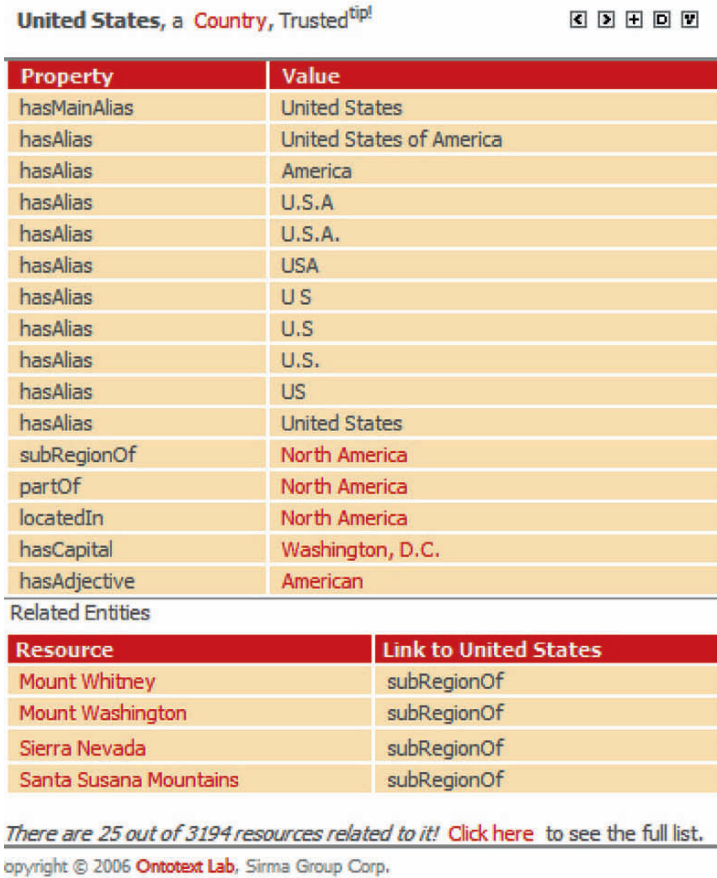 United States, a Country, Trusted tip!
Property Value
hasMainAlias United States
hasAlias United States of America
hasAlias America
hasAlias U.S.A
hasAlias U.S.A.
hasAlias USA
hasAlias U S
hasAlias U.S
hasAlias U.S.
hasAlias US
hasAlias United States
subRegionOf North America
partOf North America
locatedIn North America
hasCapital Washington, D.C.
hasAdjective American
Related Entities
Resource Link to United States
Mount Whitney subRegionOf
Mount Washington subRegionOf
Sierra Nevada subRegionOf
Santa Susana Mountains subRegionOf
There are 25 out of 3194 resources related to it! Click here to see the full list.
opyright © 2006 Ontotext Lab, Sirma Group Corp.